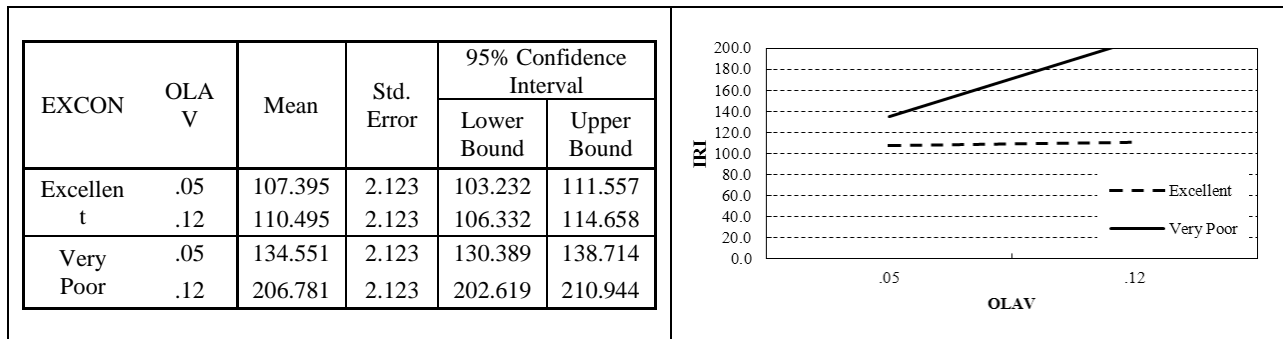 EXCON OLA V Mean Std. Error 95% Confidence Interval
Lower Bound Upper Bound
Excellen t .05 107.395 2.123 103.232 111.557
.12 110.495 2.123 106.332 114.658
Very Poor .05 134.551 2.123 130.389 138.714
.12 206.781 2.123 202.619 210.944
200.0
180.0
160.0
140.0
120.0
100.0
80.0
60.0
40.0
20.0
0.0
IRI
Excellent
Very Poor
.05 .12
OLAV